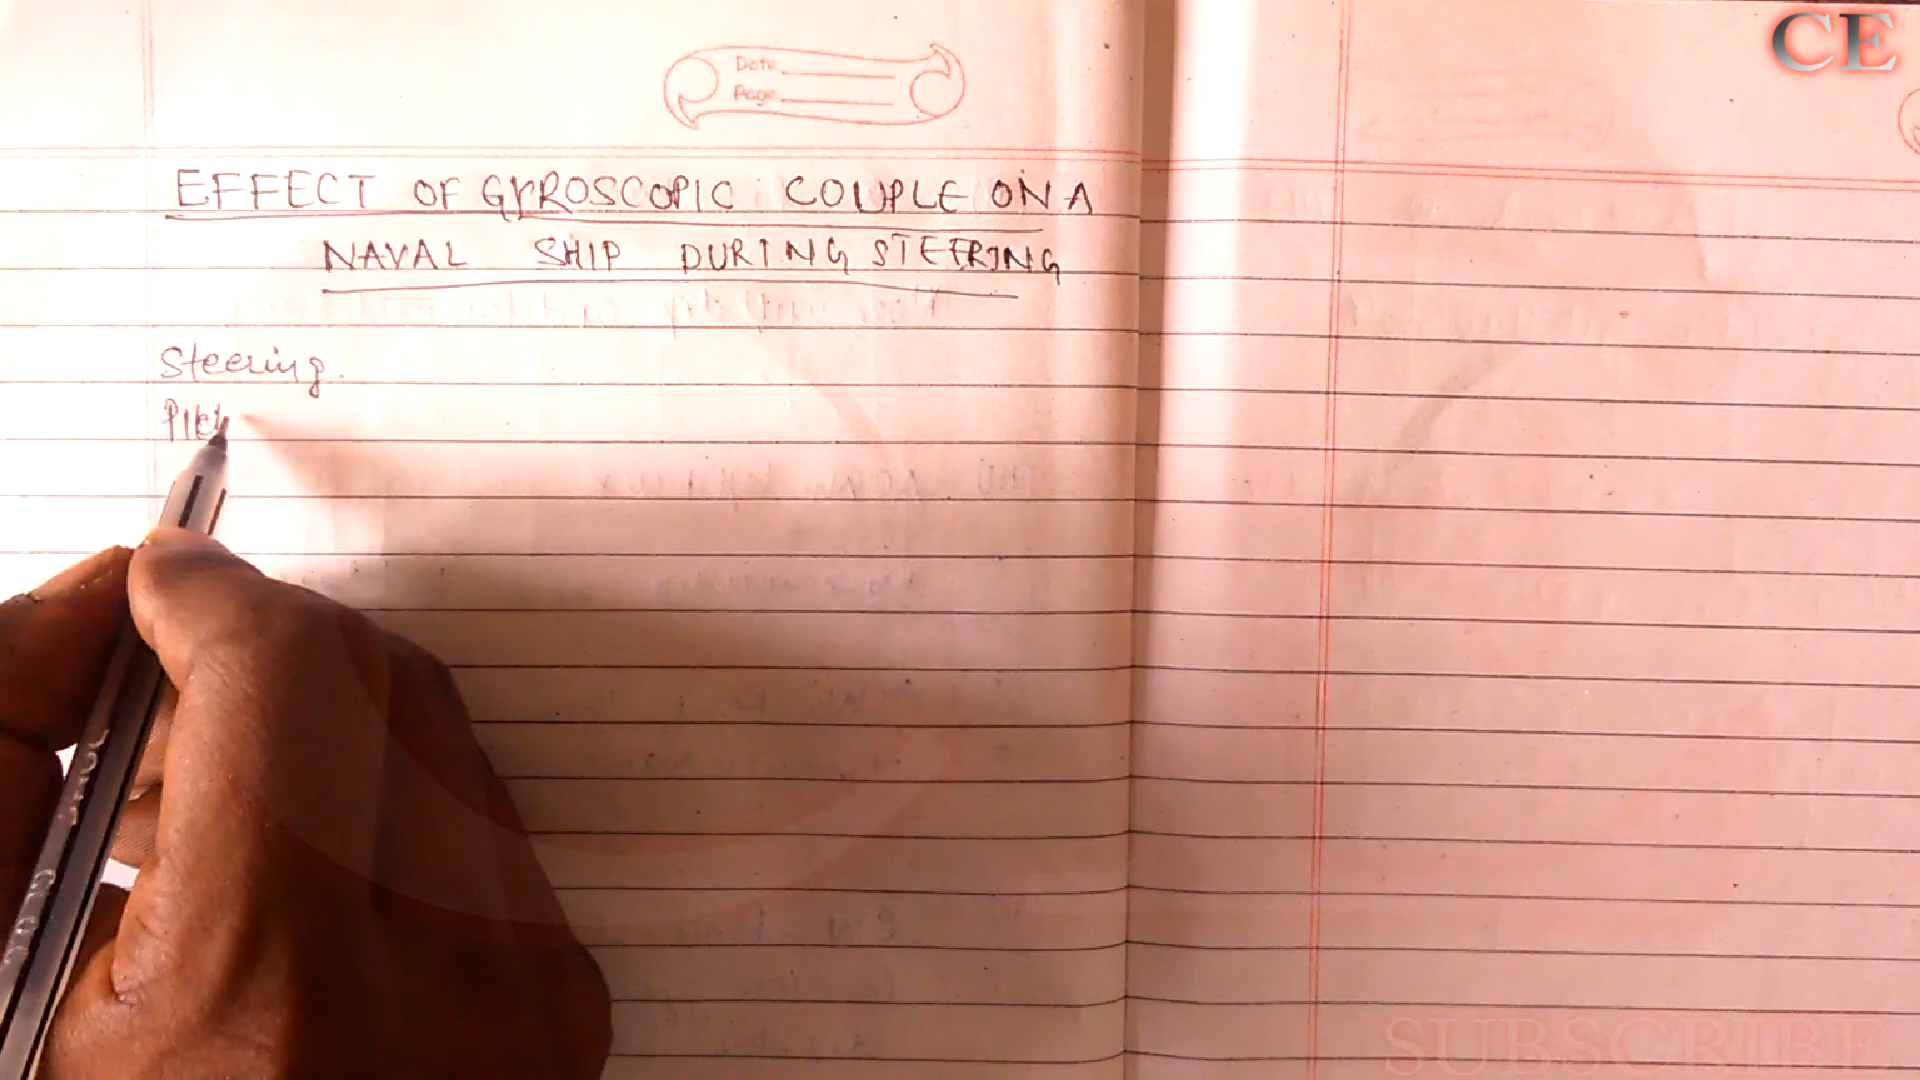 CE
Date
Page
EFFECT OF GYROSCOPIC COUPLE ON A
NAVAL SHIP DURING STEERING
Steering.
SUBSCRIBE